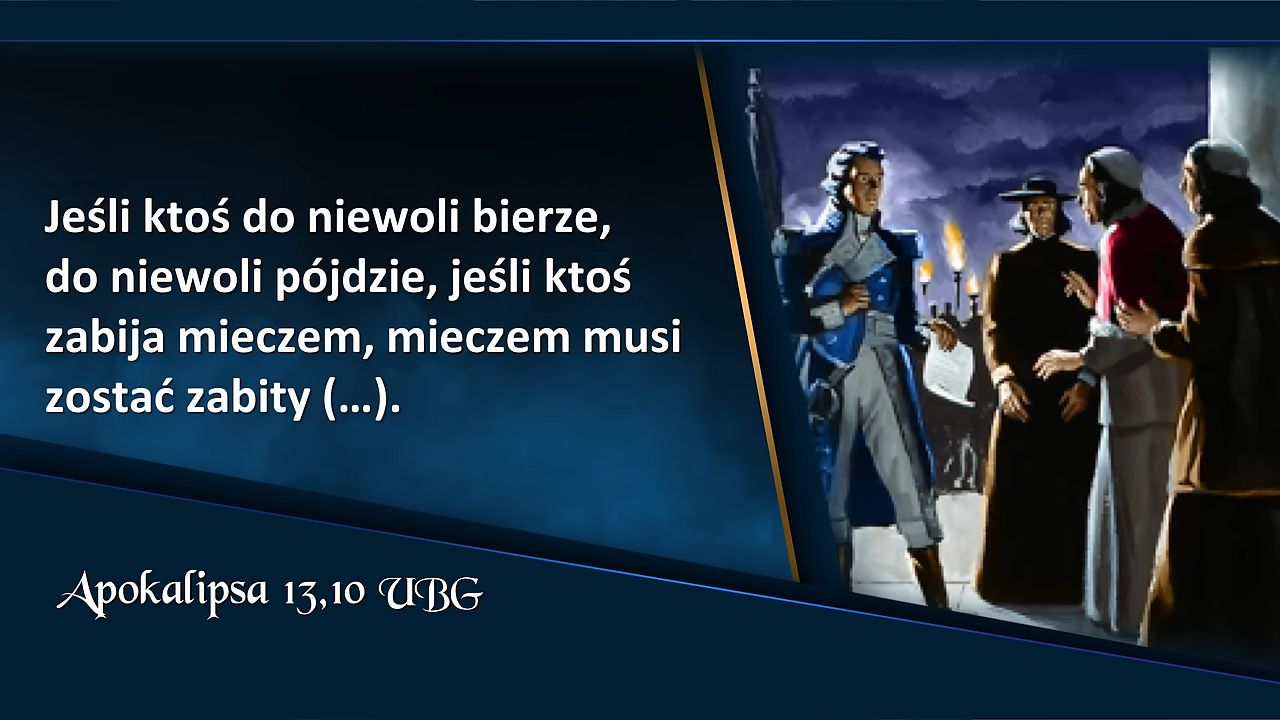 Jeśli ktoś do niewoli bierze,
do niewoli pójdzie, jeśli ktoś
zabija mieczem, mieczem musi
zostać zabity (...).
Apokalipsa 13,10 UBG